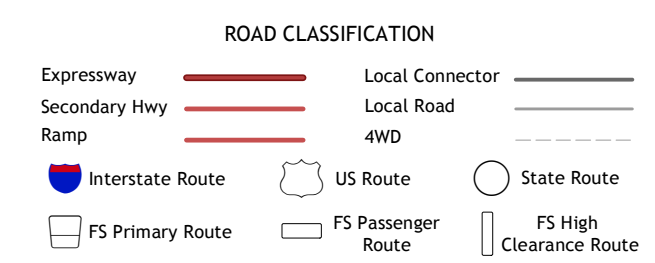 ROAD CLASSIFICATION
Expressway
Local Connector
Secondary Hwy
Local Road
Ramp
4WD
Interstate Route
US Route
State Route
FS Primary Route
FS Passenger
Route
FS High
Clearance Route